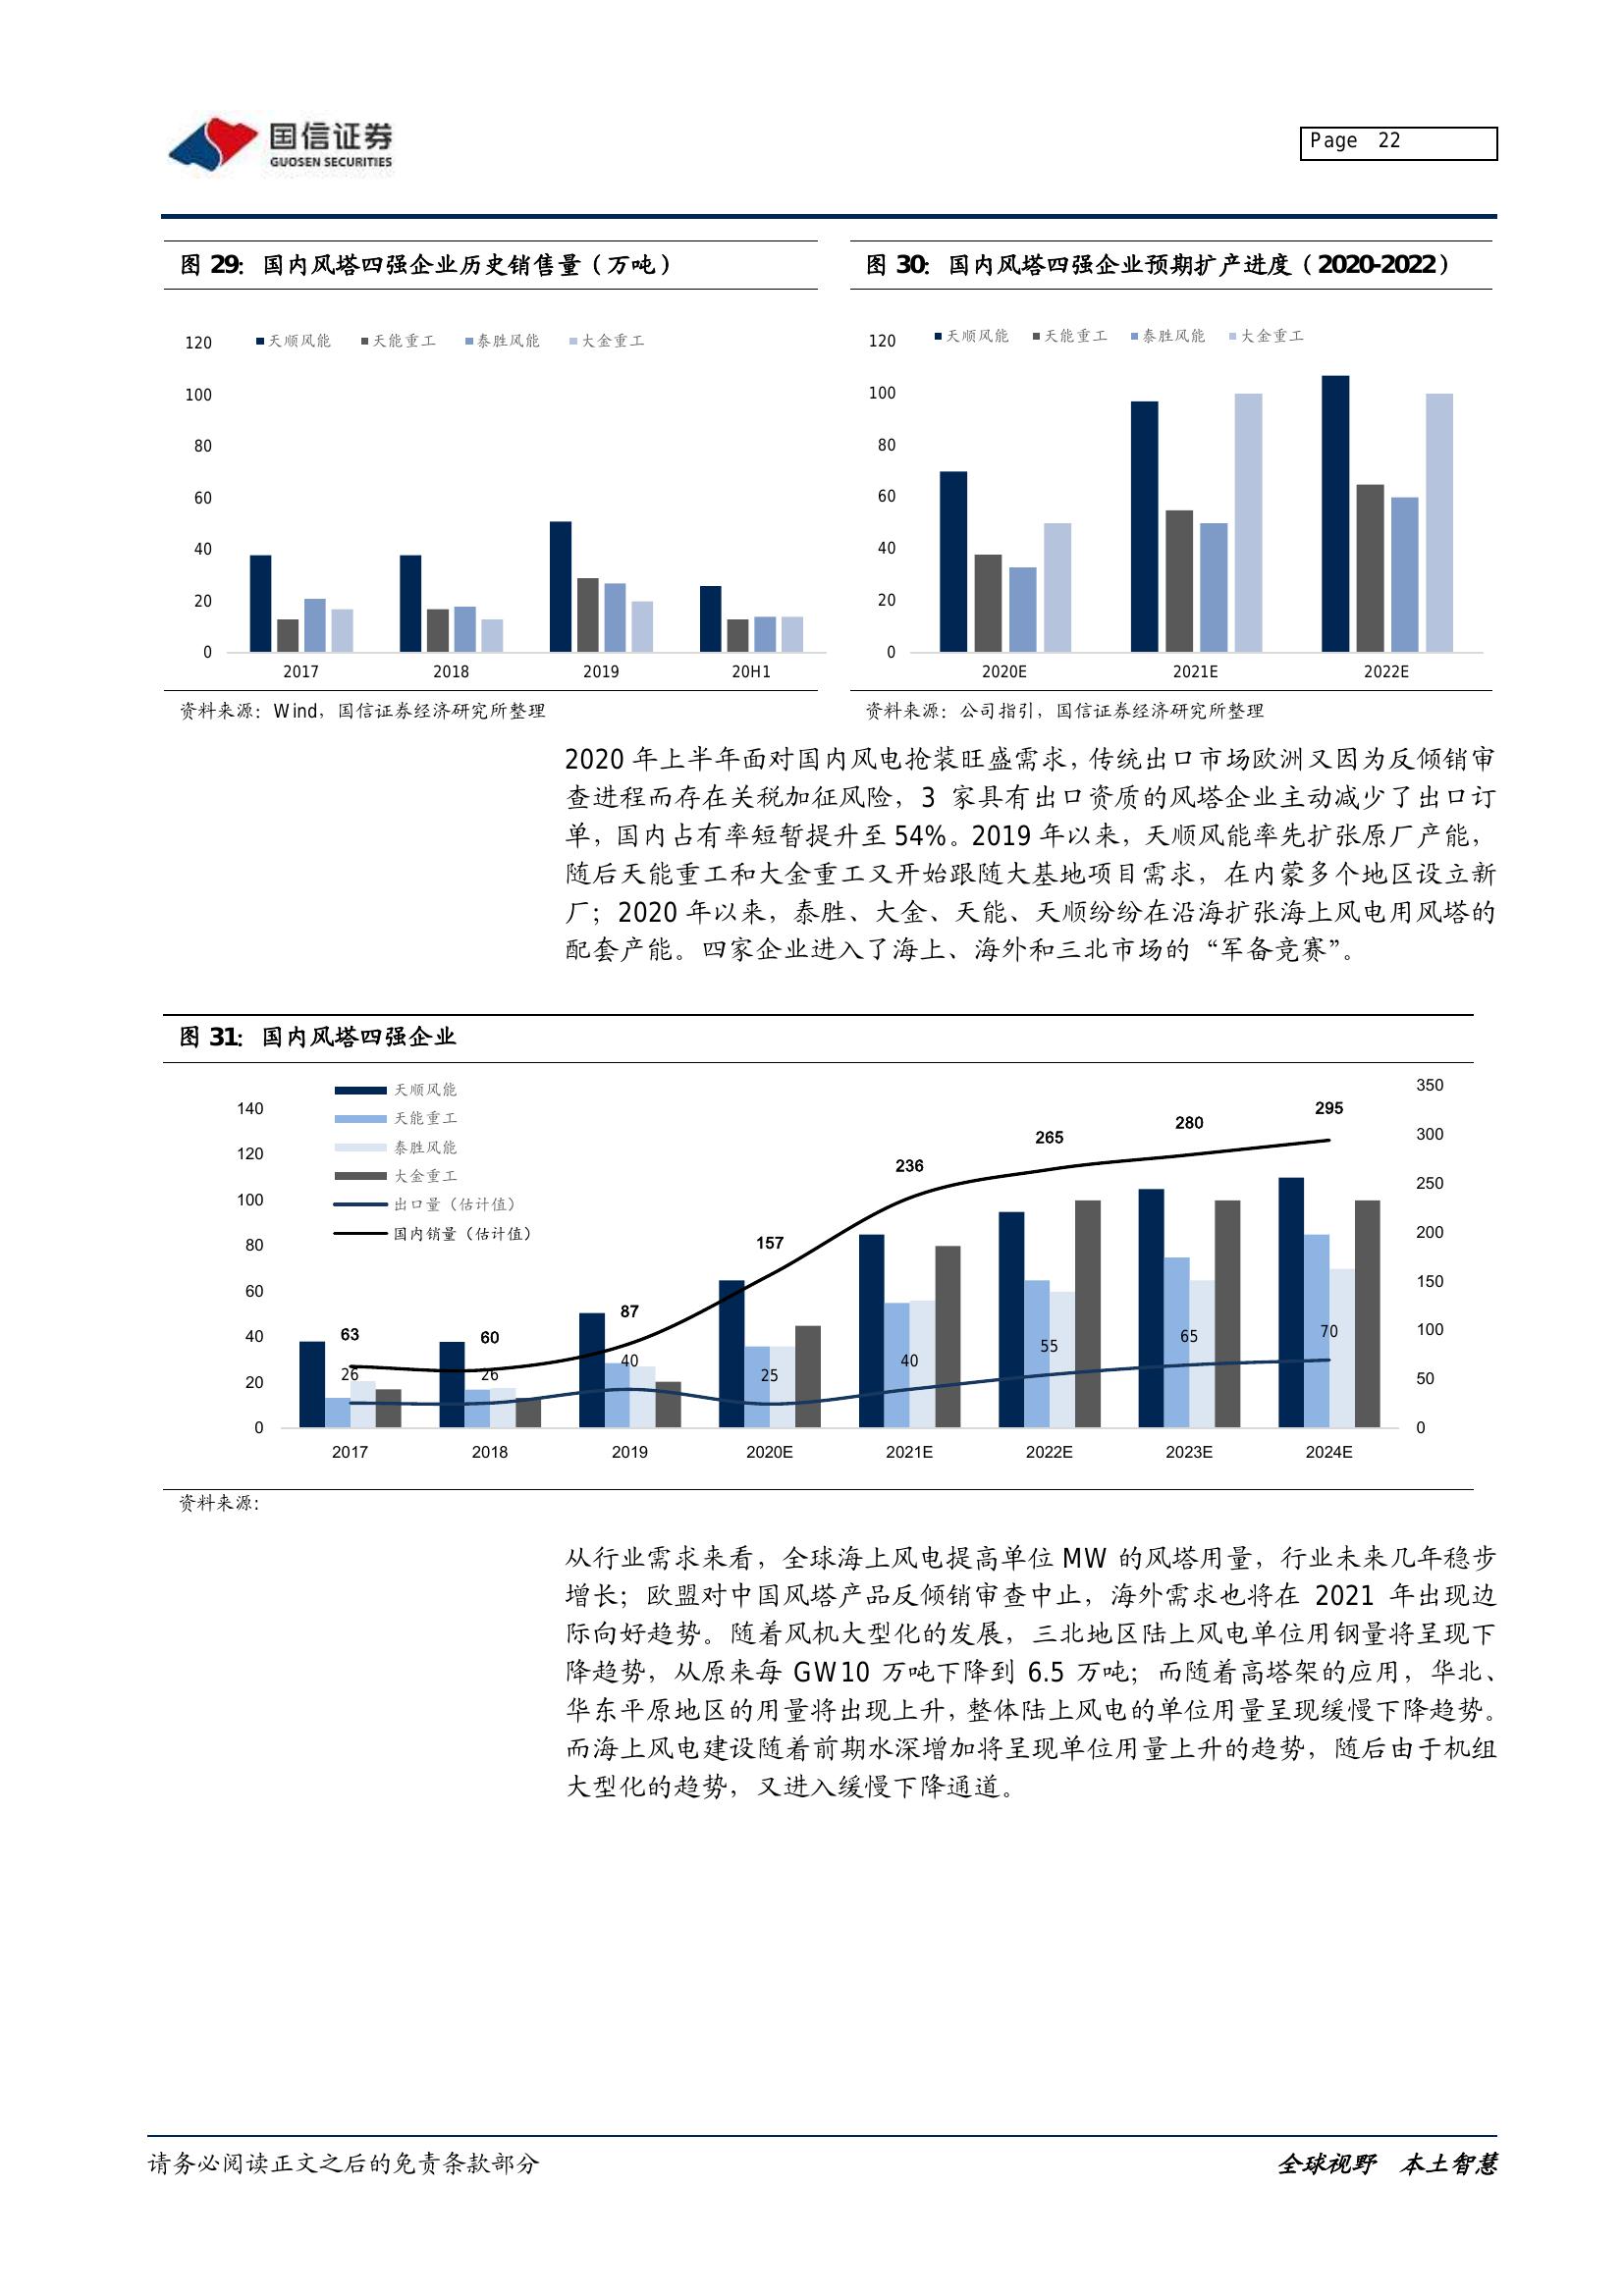 国信证券
GUOSEN SECURITIES
Page 22
图 29：国内风塔四强企业历史销售量（万吨）
120
100
80
60
40
20
0
天顺风能 天能重工 泰胜风能 大金重工
2017 2018 2019 20H1
资料来源：Wind，国信证券经济研究所整理
图 30：国内风塔四强企业预期扩产进度（2020-2022）
120
100
80
60
40
20
0
天顺风能 天能重工 泰胜风能 大金重工
2020E 2021E 2022E
资料来源：公司指引，国信证券经济研究所整理
2020 年上半年面对国内风电抢装旺盛需求，传统出口市场欧洲又因为反倾销审
查进程而存在关税加征风险，3 家具有出口资质的风塔企业主动减少了出口订
单，国内占有率短暂提升至 54%。2019 年以来，天顺风能率先扩张原厂产能，
随后天能重工和大金重工又开始跟随大基地项目需求，在内蒙多个地区设立新
厂；2020 年以来，泰胜、大金、天能、天顺纷纷在沿海扩张海上风电用风塔的
配套产能。四家企业进入了海上、海外和三北市场的“军备竞赛”。
图 31：国内风塔四强企业
140
120
100
80
60
40
20
0
天顺风能
天能重工
泰胜风能
大金重工
出口量（估计值）
国内销量（估计值）
63 60 87 157 236 265 280 295
26 26 40 25 40 55 65 70
350
300
250
200
150
100
50
0
2017 2018 2019 2020E 2021E 2022E 2023E 2024E
资料来源：
从行业需求来看，全球海上风电提高单位 MW 的风塔用量，行业未来几年稳步
增长；欧盟对中国风塔产品反倾销审查中止，海外需求也将在 2021 年出现边
际向好趋势。随着风机大型化的发展，三北地区陆上风电单位用钢量将呈现下
降趋势，从原来每 GW10 万吨下降到 6.5 万吨；而随着高塔架的应用，华北、
华东平原地区的用量将出现上升，整体陆上风电的单位用量呈现缓慢下降趋势。
而海上风电建设随着前期水深增加将呈现单位用量上升的趋势，随后由于机组
大型化的趋势，又进入缓慢下降通道。
请务必阅读正文之后的免责条款部分
全球视野 本土智慧